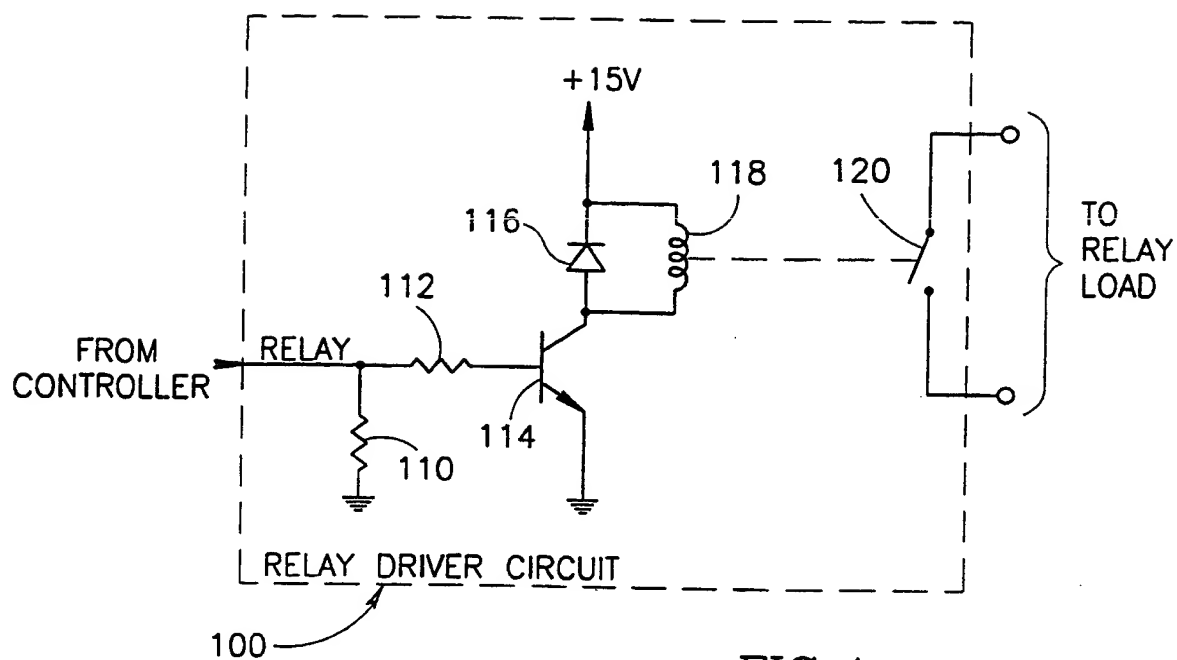 +15V
118
120
116
TO
RELAY
LOAD
112
FROM
CONTROLLER
RELAY
114
110
RELAY DRIVER CIRCUIT
100